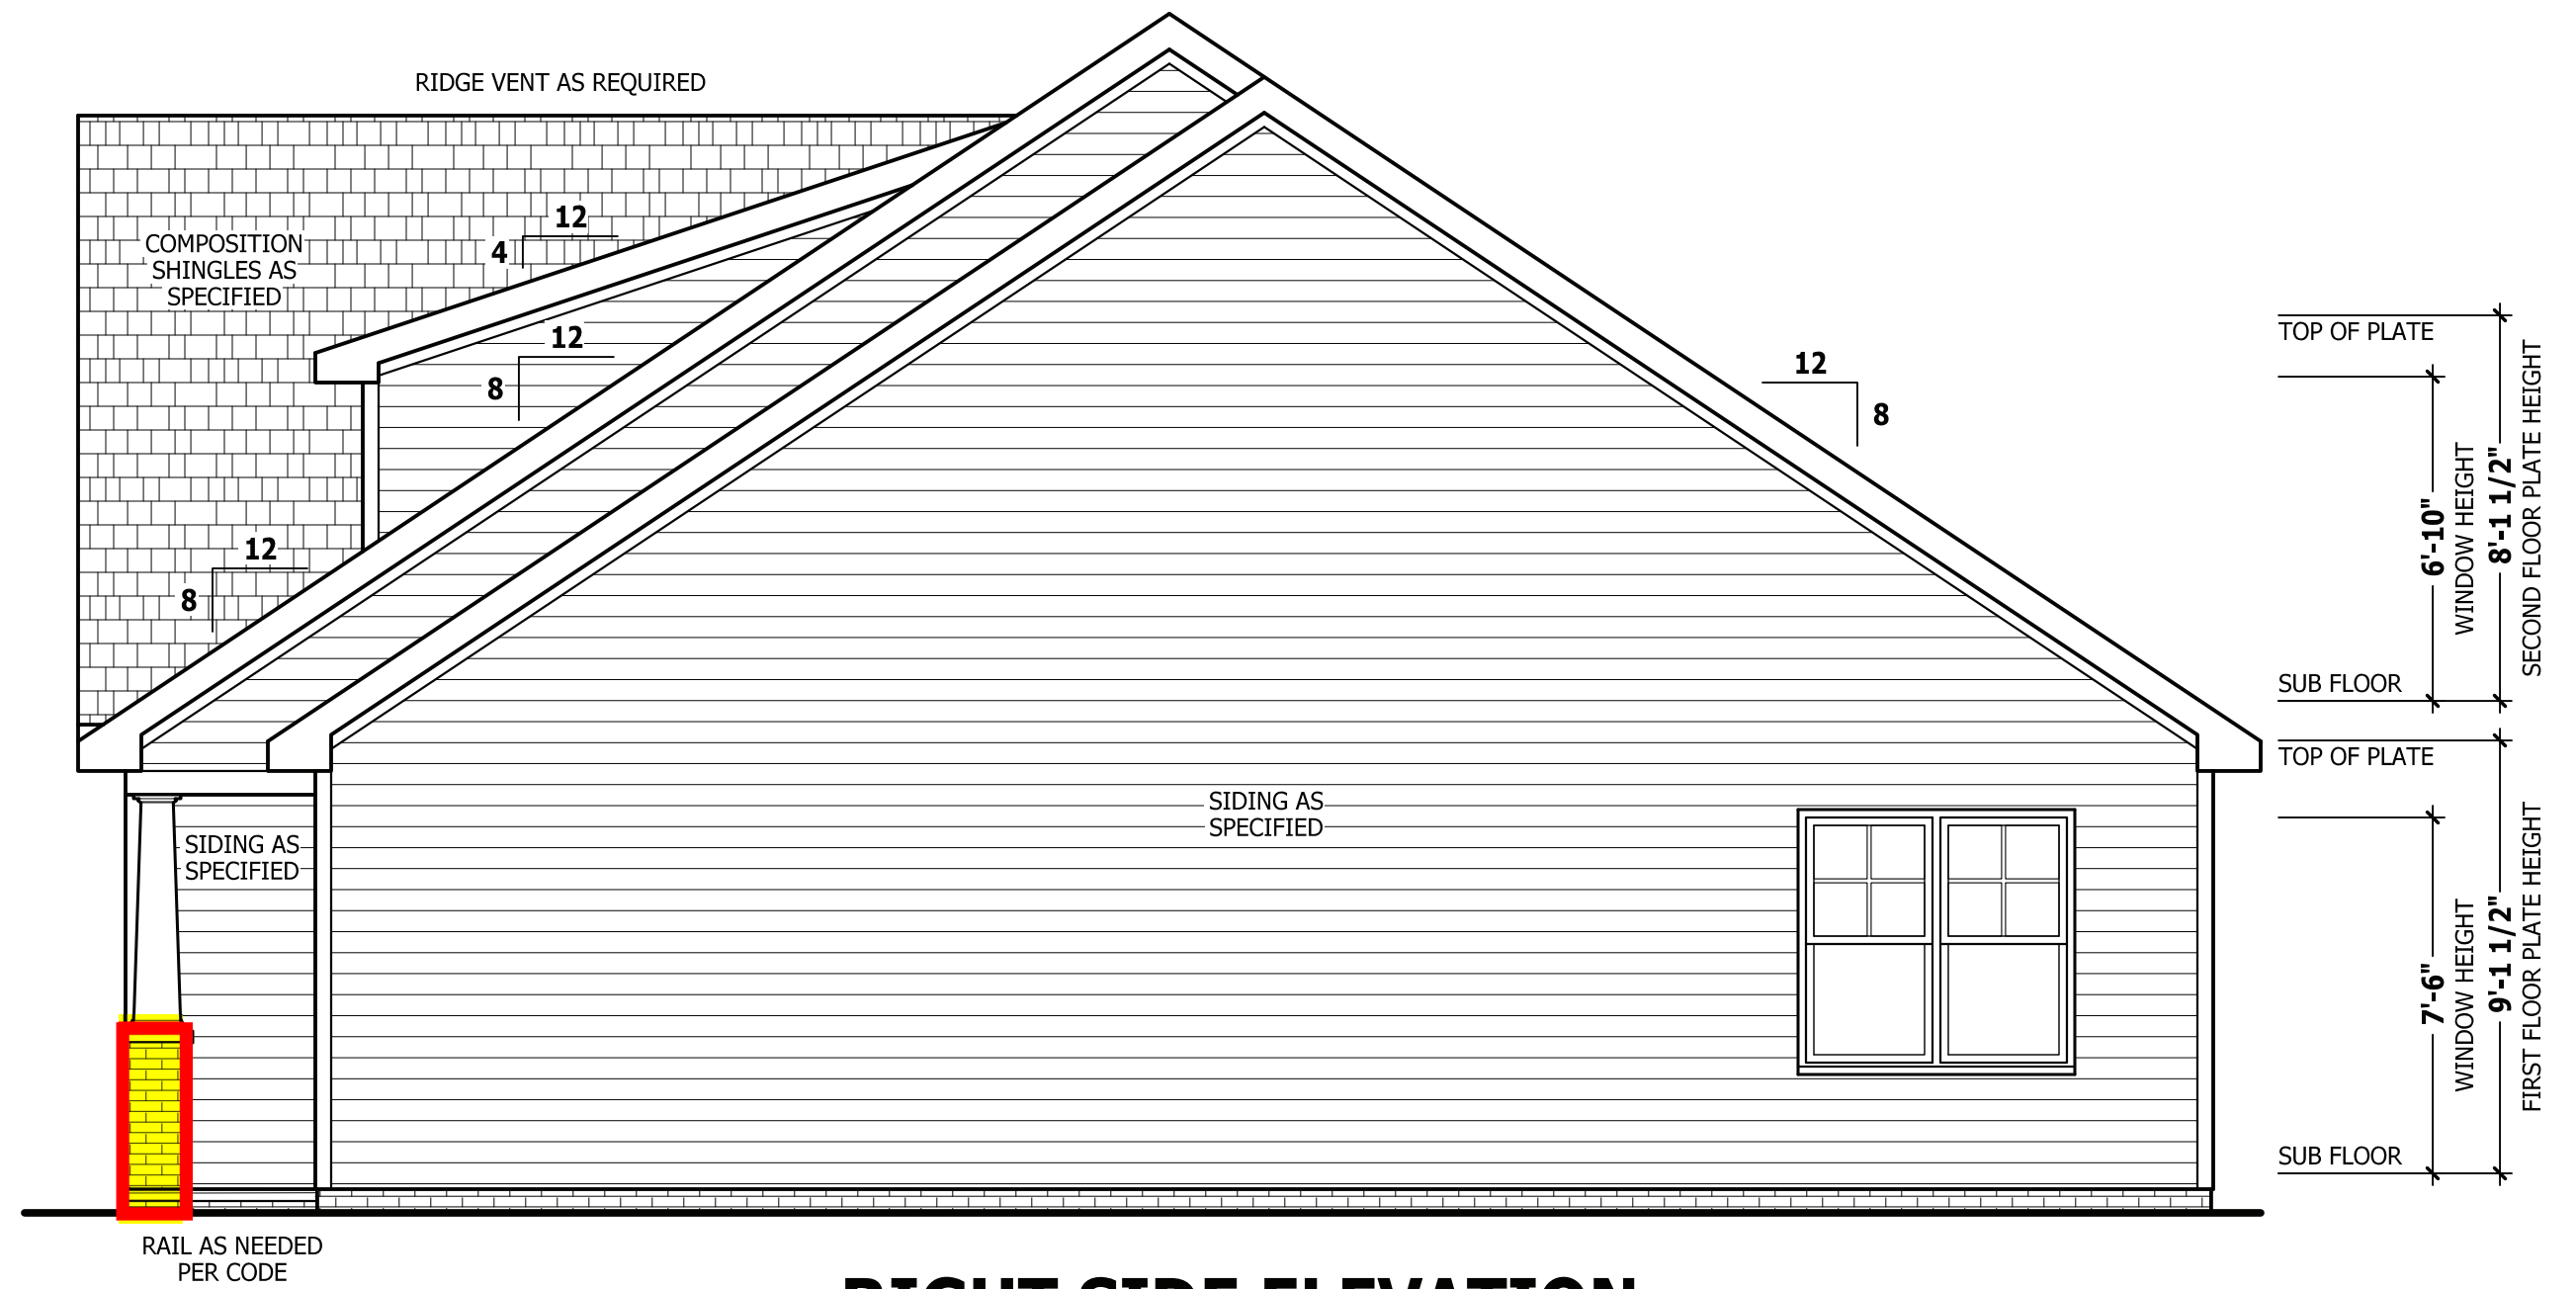 RIDGE VENT AS REQUIRED
12
4
COMPOSITION
SHINGLES AS
SPECIFIED
12
8
12
8
12
8
TOP OF PLATE
6'-10"
WINDOW HEIGHT
8'-1 1/2"
SECOND FLOOR PLATE HEIGHT
SUB FLOOR
TOP OF PLATE
SIDING AS
SPECIFIED
SIDING AS
SPECIFIED
7'-6"
WINDOW HEIGHT
9'-1 1/2"
FIRST FLOOR PLATE HEIGHT
SUB FLOOR
RAIL AS NEEDED
PER CODE
RIGHT SIDE ELEVATION